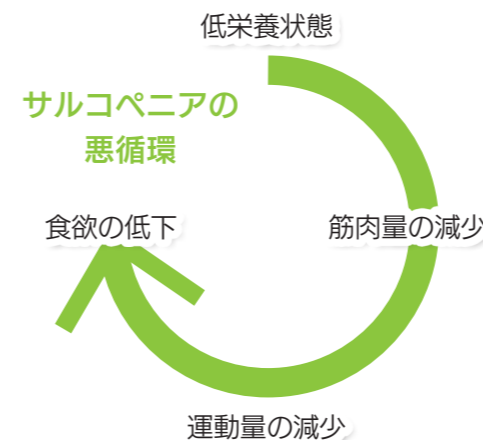 低栄養状態
サルコペニアの
悪循環
食欲の低下
筋肉量の減少
運動量の減少